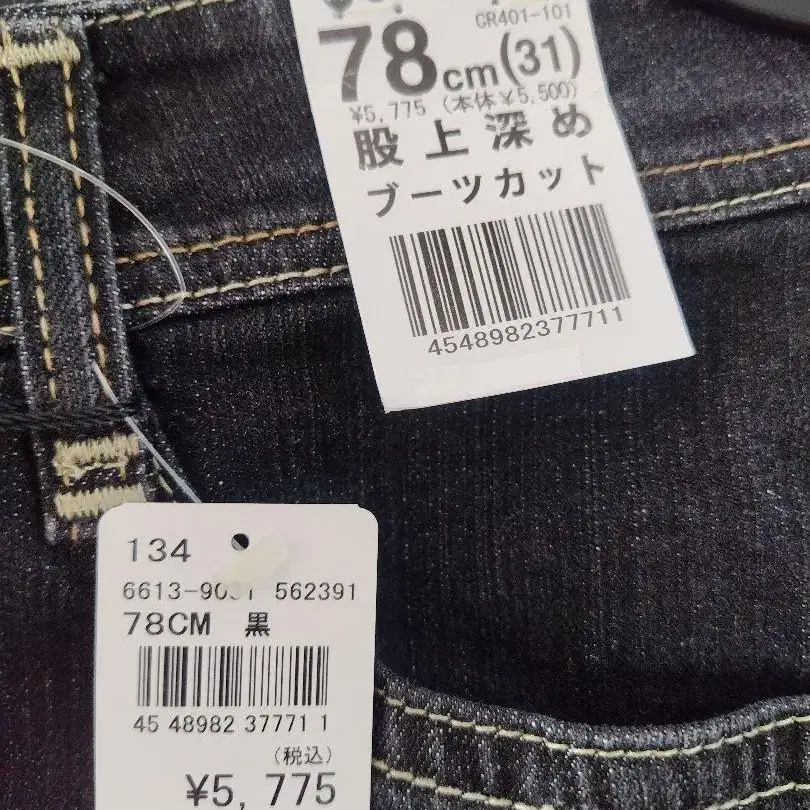 CR401-101
78cm(31)
¥5,775 (本体¥5,500)
股上深め
ブーツカット
4548982377711
134
562391
78CM 黒
45 48982 37771 1
(税込)
¥5,775